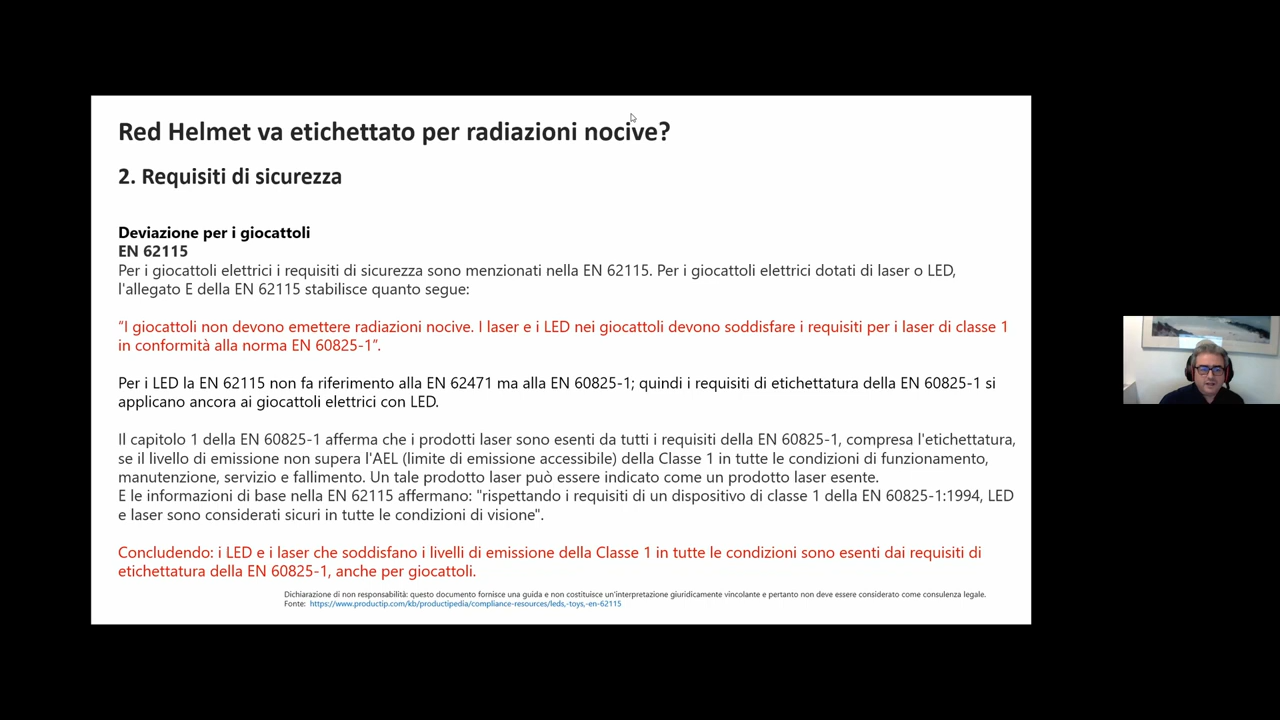 Red Helmet va etichettato per radiazioni nocive?
2. Requisiti di sicurezza
Deviazione per i giocattoli
EN 62115
Per i giocattoli elettrici i requisiti di sicurezza sono menzionati nella EN 62115. Per i giocattoli elettrici dotati di laser o LED,
l'allegato E della EN 62115 stabilisce quanto segue:
“I giocattoli non devono emettere radiazioni nocive. I laser e i LED nei giocattoli devono soddisfare i requisiti per i laser di classe 1
in conformità alla norma EN 60825-1”.
Per i LED la EN 62115 non fa riferimento alla EN 62471 ma alla EN 60825-1; quindi i requisiti di etichettatura della EN 60825-1 si
applicano ancora ai giocattoli elettrici con LED.
Il capitolo 1 della EN 60825-1 afferma che i prodotti laser sono esenti da tutti i requisiti della EN 60825-1, compresa l'etichettatura,
se il livello di emissione non supera l'AEL (limite di emissione accessibile) della Classe 1 in tutte le condizioni di funzionamento,
manutenzione, servizio e fallimento. Un tale prodotto laser può essere indicato come un prodotto laser esente.
E le informazioni di base nella EN 62115 affermano: "rispettando i requisiti di un dispositivo di classe 1 della EN 60825-1:1994, LED
e laser sono considerati sicuri in tutte le condizioni di visione".
Concludendo: i LED e i laser che soddisfano i livelli di emissione della Classe 1 in tutte le condizioni sono esenti dai requisiti di
etichettatura della EN 60825-1, anche per giocattoli.
Dichiarazione di non responsabilità: questo documento fornisce una guida e non costituisce un'interpretazione giuridicamente vincolante e pertanto non deve essere considerato come consulenza legale.
Fonte: https://www.productip.com/kb/productipedia/compliance-resources/leds,-toys,-en-62115